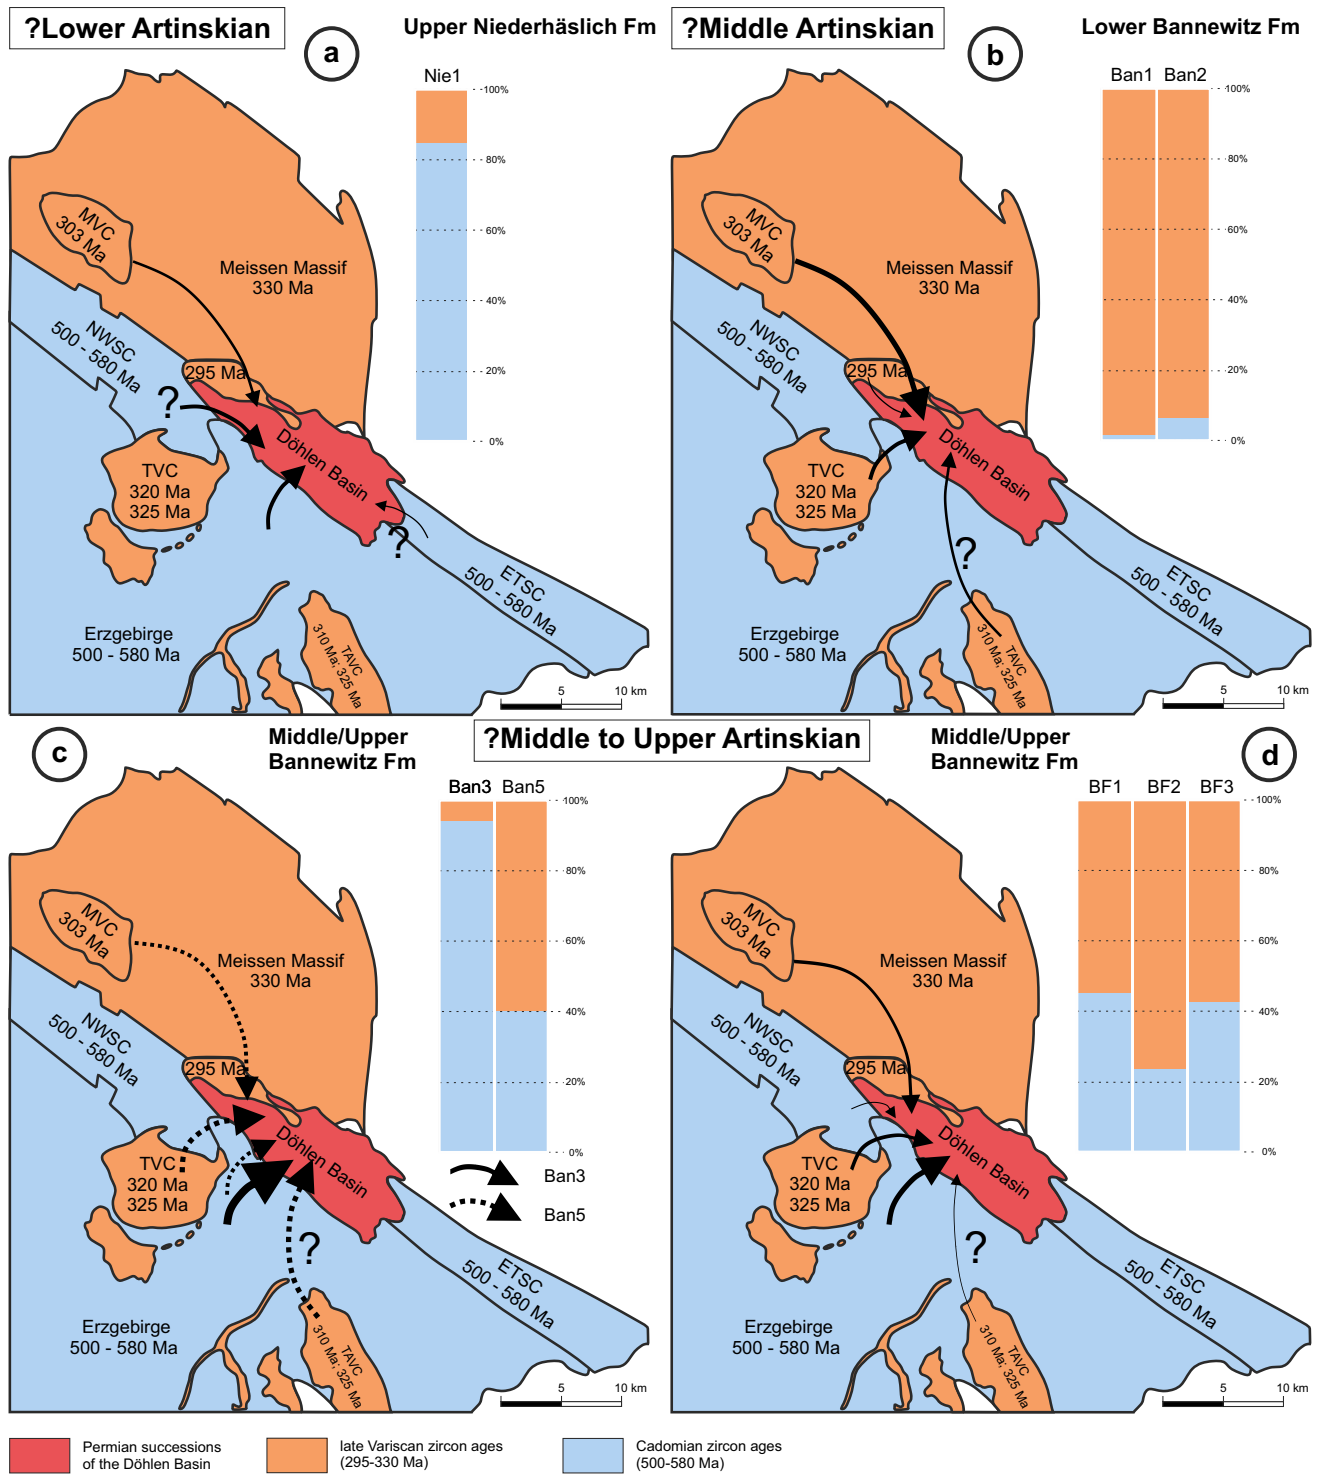 ?Lower Artinskian
a
Upper Niederhäslich Fm
Nie1
100%
80%
60%
40%
20%
0%
MVC
303 Ma
Meissen Massif
330 Ma
NWSC
500 - 580 Ma
295 Ma
?
Döhlen Basin
TVC
320 Ma
325 Ma
?
ETSC
500 - 580 Ma
Erzgebirge
500 - 580 Ma
TAVC
310 Ma; 325 Ma
5 10 km
?Middle Artinskian
b
Lower Bannewitz Fm
Ban1 Ban2
100%
80%
60%
40%
20%
0%
MVC
303 Ma
Meissen Massif
330 Ma
NWSC
500 - 580 Ma
295 Ma
Döhlen Basin
TVC
320 Ma
325 Ma
?
ETSC
500 - 580 Ma
Erzgebirge
500 - 580 Ma
TAVC
310 Ma; 325 Ma
5 10 km
?Middle to Upper Artinskian
c
Middle/Upper
Bannewitz Fm
Ban3 Ban5
100%
80%
60%
40%
20%
0%
MVC
303 Ma
Meissen Massif
330 Ma
NWSC
500 - 580 Ma
295 Ma
Döhlen Basin
TVC
320 Ma
325 Ma
Ban3
Ban5
?
ETSC
500 - 580 Ma
Erzgebirge
500 - 580 Ma
TAVC
310 Ma; 325 Ma
5 10 km
Middle/Upper
Bannewitz Fm
d
BF1 BF2 BF3
100%
80%
60%
40%
20%
0%
MVC
303 Ma
Meissen Massif
330 Ma
NWSC
500 - 580 Ma
295 Ma
Döhlen Basin
TVC
320 Ma
325 Ma
?
ETSC
500 - 580 Ma
Erzgebirge
500 - 580 Ma
TAVC
310 Ma; 325 Ma
5 10 km
Permian successions
of the Döhlen Basin
late Variscan zircon ages
(295-330 Ma)
Cadomian zircon ages
(500-580 Ma)